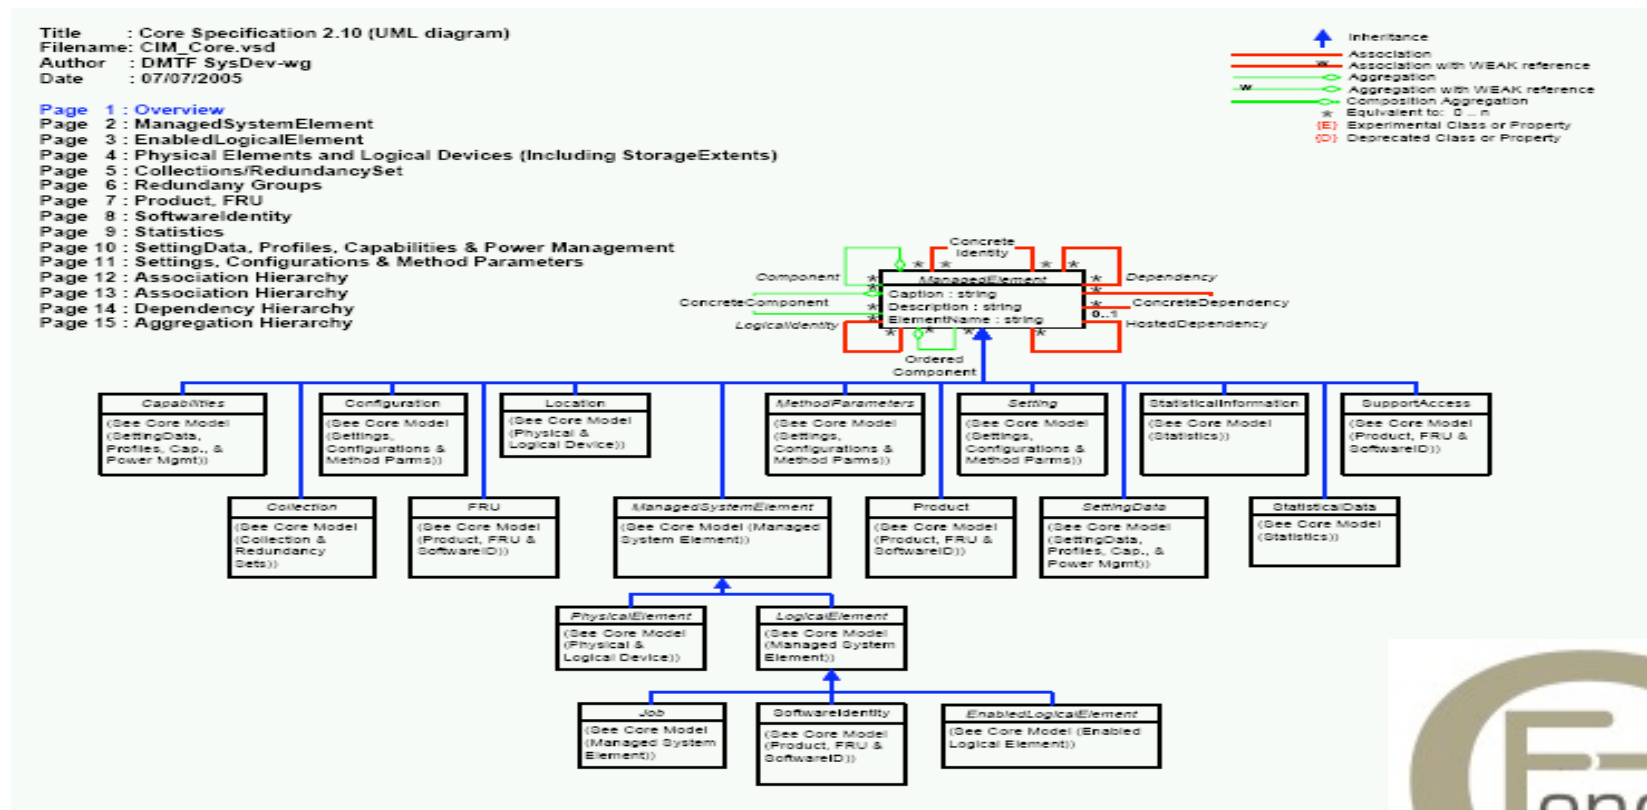 Title : Core Specification 2.10 (UML diagram)
Filename: CIM_Core.vsd
Author : DMTF SysDev-wg
Date : 07/07/2005
Page 1 : Overview
Page 2 : ManagedSystemElement
Page 3 : EnabledLogicalElement
Page 4 : Physical Elements and Logical Devices (Including StorageExtents)
Page 5 : Collections/RedundancySet
Page 6 : Redundany Groups
Page 7 : Product, FRU
Page 8 : SoftwareIdentity
Page 9 : Statistics
Page 10 : SettingData, Profiles, Capabilities & Power Management
Page 11 : Settings, Configurations & Method Parameters
Page 12 : Association Hierarchy
Page 13 : Association Hierarchy
Page 14 : Dependency Hierarchy
Page 15 : Aggregation Hierarchy
Inheritance
Association
w Association with WEAK reference
Aggregation
w Aggregation with WEAK reference
Composition Aggregation
* Equivalent to: 0 .. n
{E} Experimental Class or Property
{D} Deprecated Class or Property
Concrete
Identity
* * * *
Component
* ManagedElement *
Dependency
* Caption : string *
ConcreteComponent
* Description : string *
ConcreteDependency
LogicalIdentity
* ElementName : string 0..1
HostedDependency
* * * *
Ordered
Component
Capabilities
(See Core Model
(SettingData,
Profiles, Cap., &
Power Mgmt))
Configuration
(See Core Model
(Settings,
Configurations &
Method Parms))
Location
(See Core Model
(Physical &
Logical Device))
MethodParameters
(See Core Model
(Settings,
Configurations &
Method Parms))
Setting
(See Core Model
(Settings,
Configurations &
Method Parms))
StatisticalInformation
(See Core Model
(Statistics))
SupportAccess
(See Core Model
(Product, FRU &
SoftwareID))
Collection
(See Core Model
(Collection &
Redundancy
Sets))
FRU
(See Core Model
(Product, FRU &
SoftwareID))
ManagedSystemElement
(See Core Model (Managed
System Element))
Product
(See Core Model
(Product, FRU &
SoftwareID))
SettingData
(See Core Model
(SettingData,
Profiles, Cap., &
Power Mgmt))
StatisticalData
(See Core Model
(Statistics))
PhysicalElement
(See Core Model
(Physical &
Logical Device))
LogicalElement
(See Core Model
(Managed System
Element))
Job
(See Core Model
(Managed System
Element))
SoftwareIdentity
(See Core Model
(Product, FRU &
SoftwareID))
EnabledLogicalElement
(See Core Model (Enabled
Logical Element))